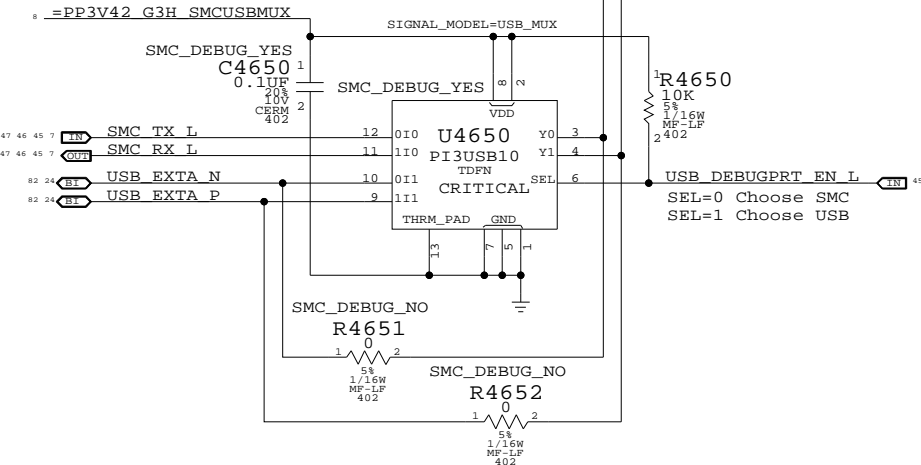 8 =PP3V42_G3H_SMCUSBMUX
SIGNAL_MODEL=USB_MUX
SMC_DEBUG_YES
C4650
1
0.1UF
20%
10V
CERM
402
2
SMC_DEBUG_YES
8 2
VDD
1
R4650
10K
5%
1/16W
MF-LF
402
2
U4650
PI3USB10
TDFN
CRITICAL
47 46 45 7 IN SMC_TX_L 12 0I0
47 46 45 7 OUT SMC_RX_L 11 1I0
82 24 BI USB_EXTA_N 10 0I1
82 24 BI USB_EXTA_P 9 1I1
Y0 3
Y1 4
SEL 6 USB_DEBUGPRT_EN_L IN 45
SEL=0 Choose SMC
SEL=1 Choose USB
THRM_PAD GND
13 7 5 1
SMC_DEBUG_NO
R4651
0
1 2
5%
1/16W
MF-LF
402
SMC_DEBUG_NO
R4652
0
1 2
5%
1/16W
MF-LF
402